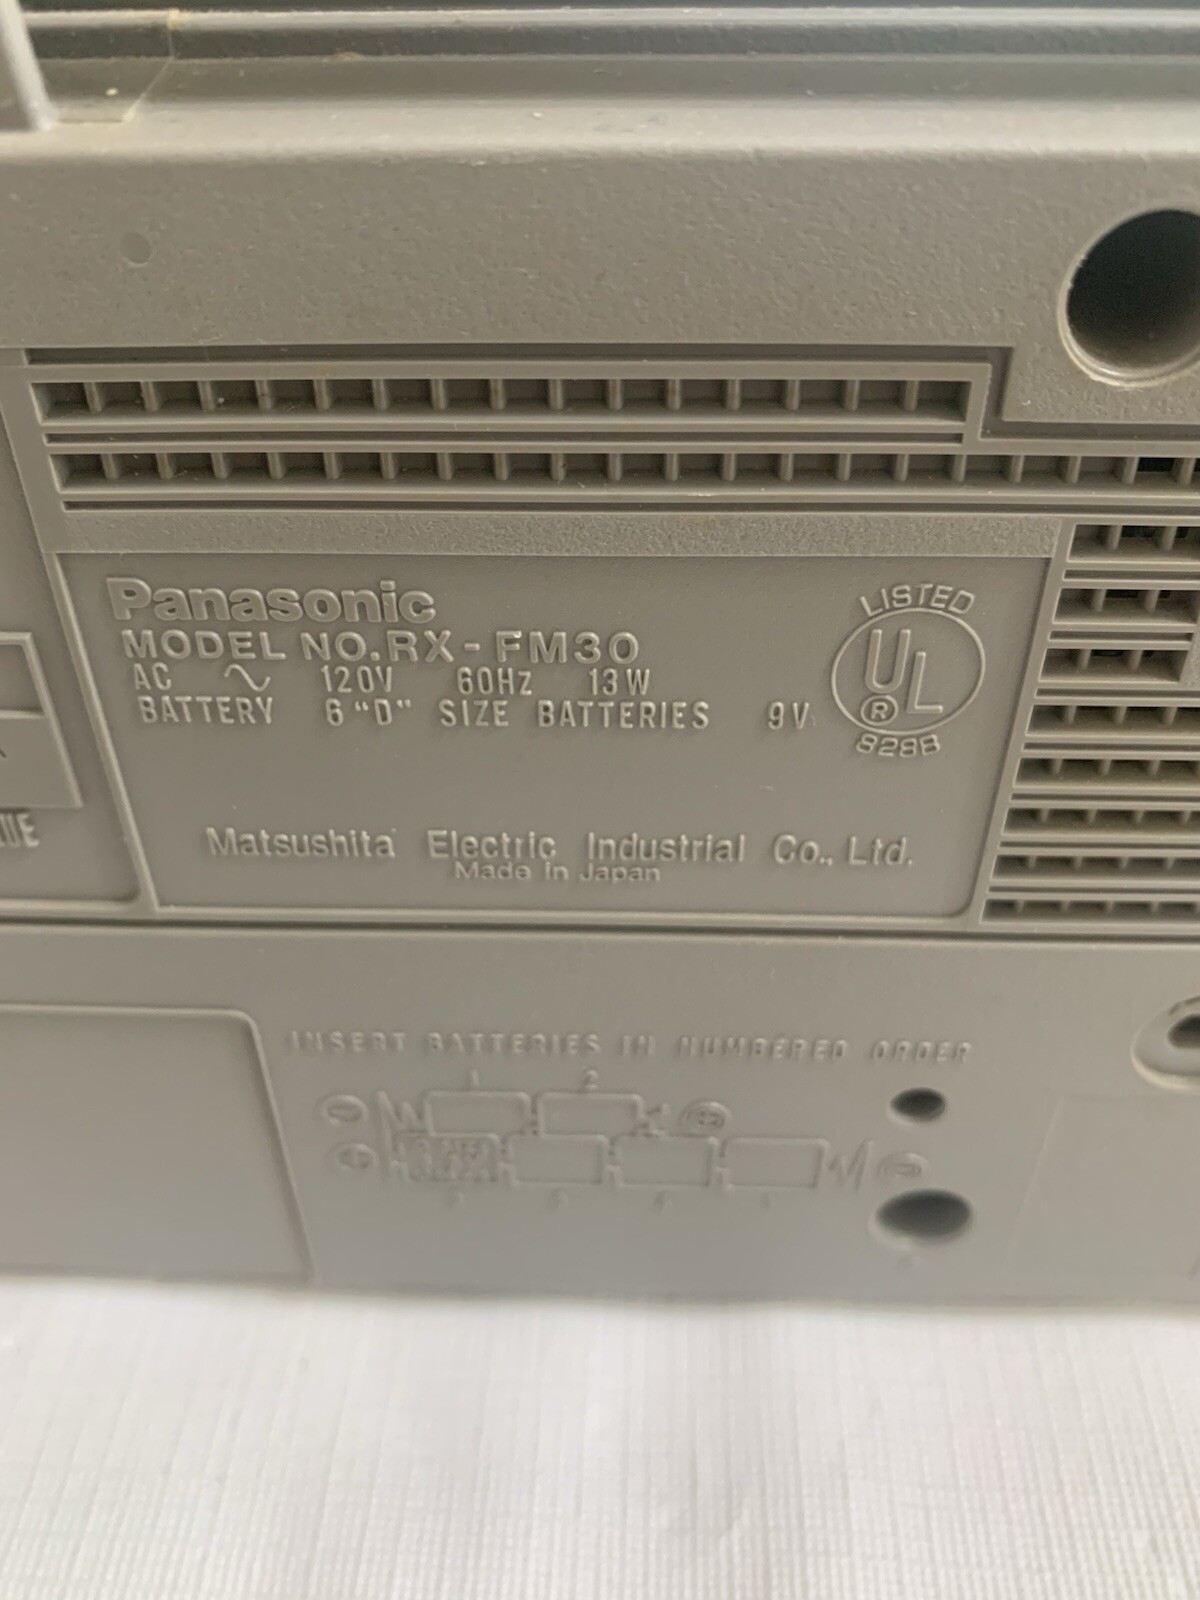 Panasonic
MODEL NO. RX-FM30
AC ∿ 120V 60Hz 13W
BATTERY 6 "D" SIZE BATTERIES 9V
LISTED
UL
®
828B
Matsushita Electric Industrial Co., Ltd.
Made in Japan
INSERT BATTERIES IN NUMBERED ORDER
1 2